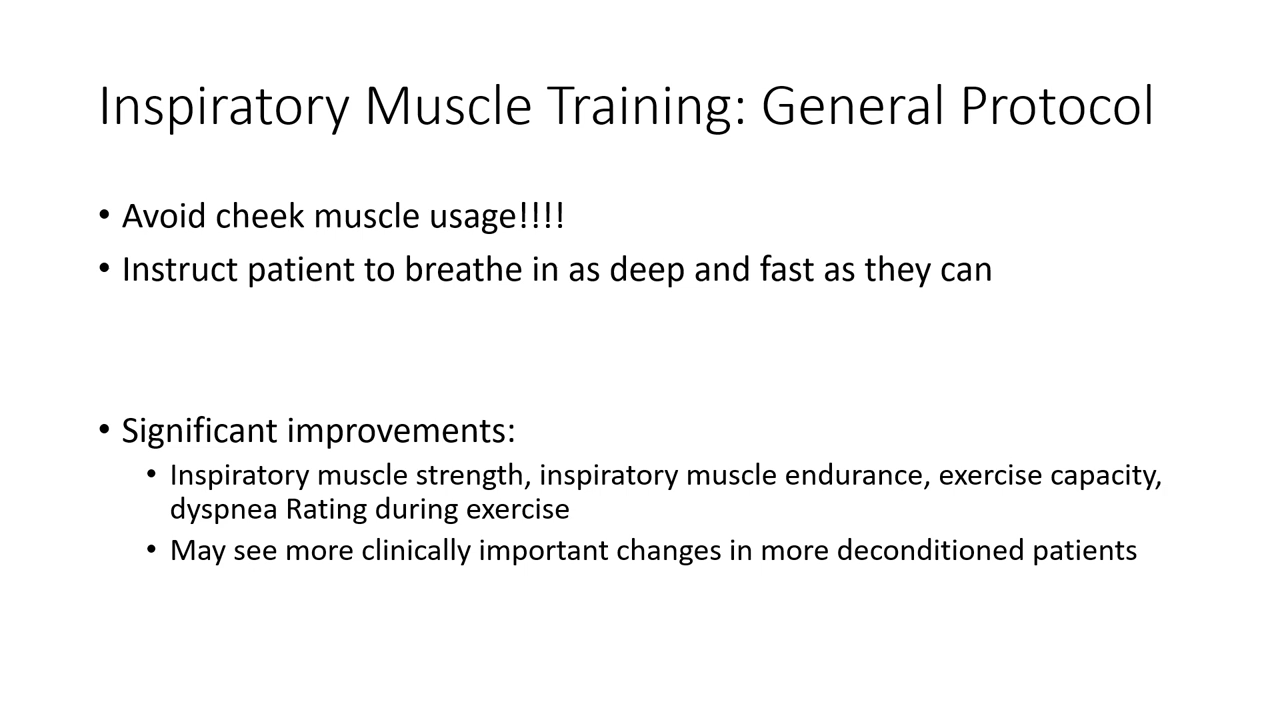 Inspiratory Muscle Training: General Protocol
• Avoid cheek muscle usage!!!!
• Instruct patient to breathe in as deep and fast as they can
• Significant improvements:
• Inspiratory muscle strength, inspiratory muscle endurance, exercise capacity,
dyspnea Rating during exercise
• May see more clinically important changes in more deconditioned patients